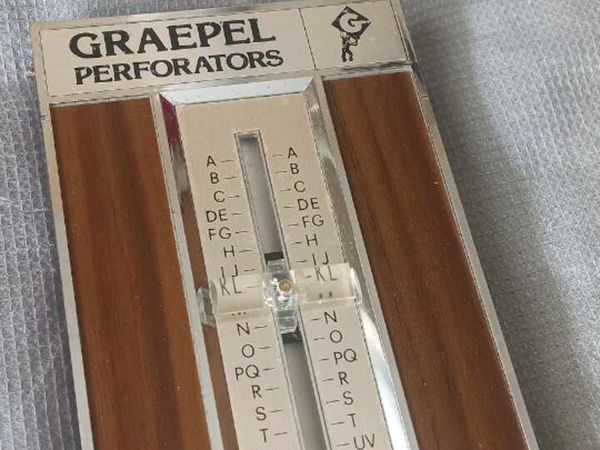 GRAEPEL
PERFORATORS
G
A
B
C
DE
FG
H
IJ
KL
M
N
O
PQ
R
S
T
A
B
C
DE
FG
H
IJ
KL
N
O
PQ
R
S
T
UV